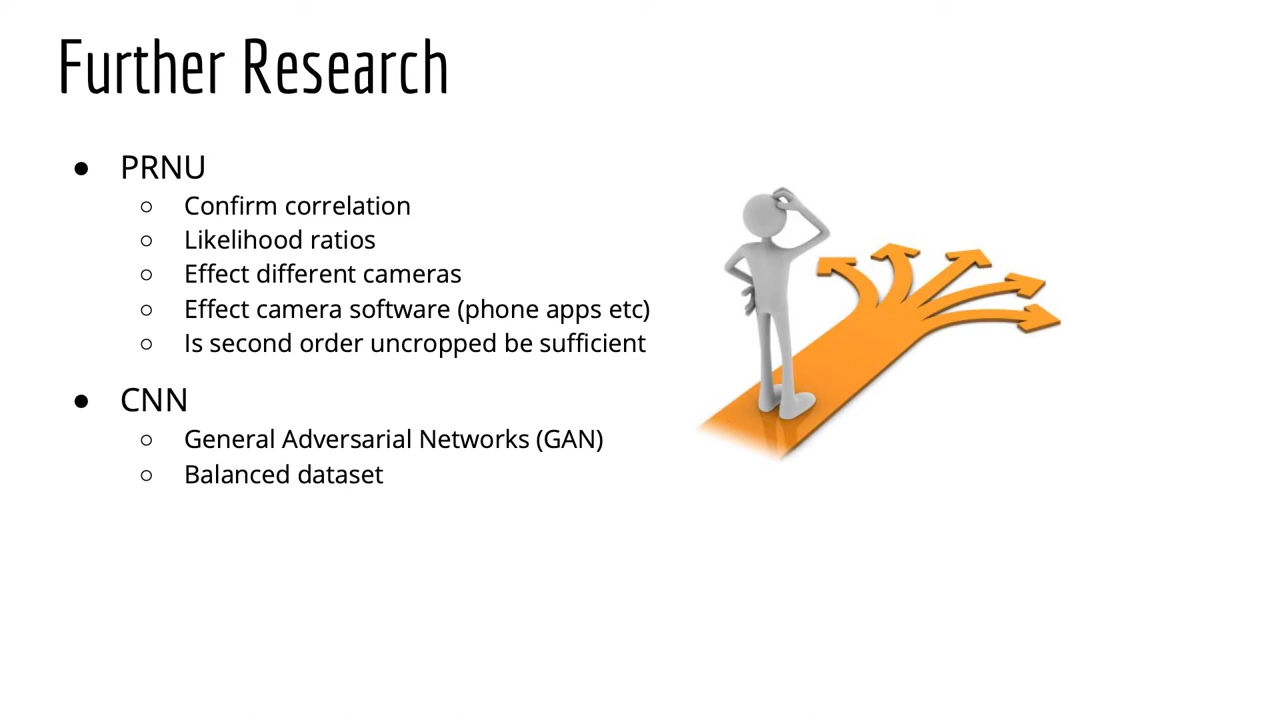 Further Research
● PRNU
○ Confirm correlation
○ Likelihood ratios
○ Effect different cameras
○ Effect camera software (phone apps etc)
○ Is second order uncropped be sufficient
● CNN
○ General Adversarial Networks (GAN)
○ Balanced dataset